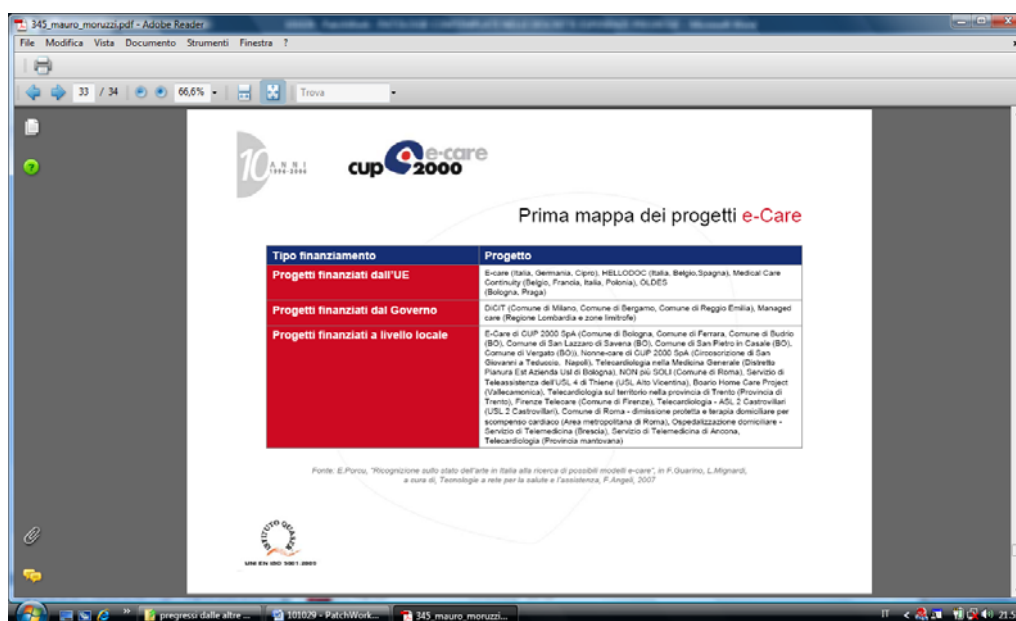 345_mauro_moruzzi.pdf - Adobe Reader
File Modifica Vista Documento Strumenti Finestra ?
33 / 34 66,6% Trova
10 ANNI
1996-2006
cup 2000 e-care
Prima mappa dei progetti e-Care
Tipo finanziamento Progetto
Progetti finanziati dall'UE
E-care (Italia, Germania, Cipro), HELLODOC (Italia, Belgio,Spagna), Medical Care
Continuity (Belgio, Francia, Italia, Polonia), OLDES
(Bologna, Praga)
Progetti finanziati dal Governo
DiCiT (Comune di Milano, Comune di Bergamo, Comune di Reggio Emilia), Managed
care (Regione Lombardia e zone limitrofe)
Progetti finanziati a livello locale
E-Care di CUP 2000 SpA (Comune di Bologna, Comune di Ferrara, Comune di Budrio
(BO), Comune di San Lazzaro di Savena (BO), Comune di San Pietro in Casale (BO),
Comune di Vergato (BO)), Nonne-care di CUP 2000 SpA (Circoscrizione di San
Giovanni a Teduccio, Napoli), Telecardiologia nella Medicina Generale (Distretto
Pianura Est Azienda Usl di Bologna), NON più SOLI (Comune di Roma), Servizio di
Teleassistenza dell'USL 4 di Thiene (USL Alto Vicentina), Boario Home Care Project
(Vallecamonica), Telecardiologia sul territorio nella provincia di Trento (Provincia di
Trento), Firenze Telecare (Comune di Firenze), Telecardiologia - ASL 2 Castrovillari
(USL 2 Castrovillari), Comune di Roma - dimissione protetta e terapia domiciliare per
scompenso cardiaco (Area metropolitana di Roma), Ospedalizzazione domiciliare -
Servizio di Telemedicina (Brescia), Servizio di Telemedicina di Ancona,
Telecardiologia (Provincia mantovana)
Fonte: E.Porcu, "Ricognizione sullo stato dell'arte in Italia alla ricerca di possibili modelli e-care", in F.Guarino, L.Mignardi,
a cura di, Tecnologie a rete per la salute e l'assistenza, F.Angeli, 2007
UNI EN ISO 9001:2000
pregressi dalle altre ... 101029 - PatchWork... 345_mauro_moruzzi... IT 21.5